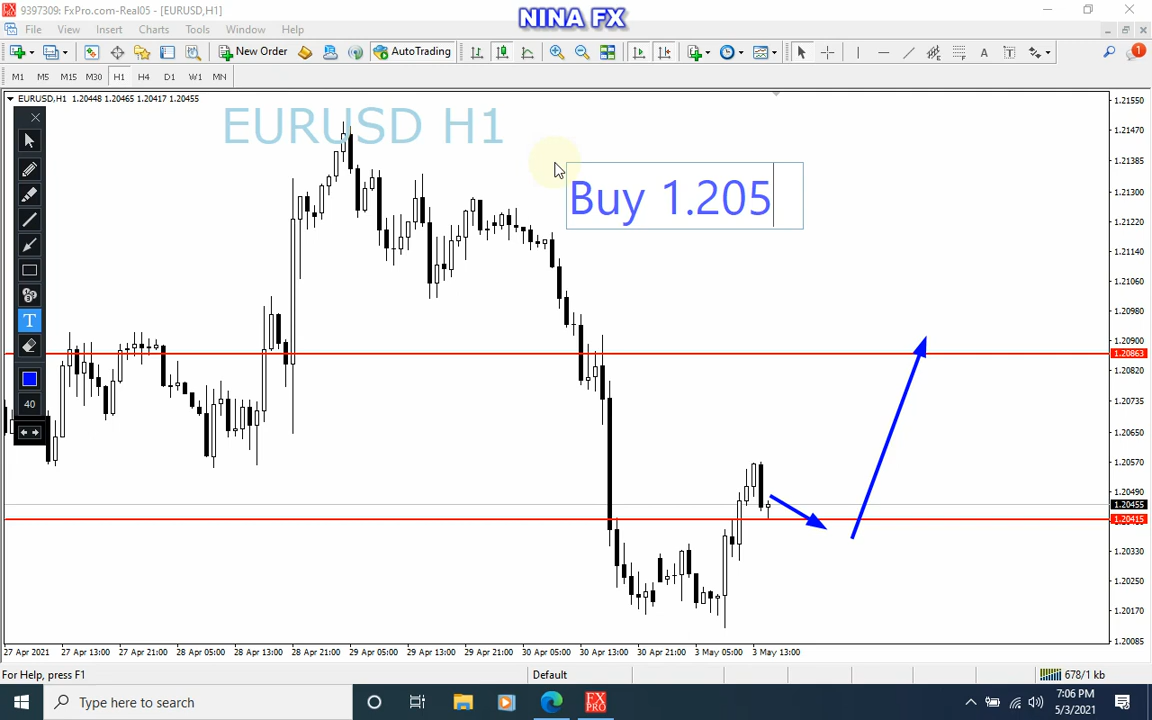 9397309: FxPro.com-Real05 - [EURUSD,H1]
NINA FX
File View Insert Charts Tools Window Help
New Order AutoTrading
1
M1 M5 M15 M30 H1 H4 D1 W1 MN
EURUSD,H1 1.20448 1.20465 1.20417 1.20455
EURUSD H1
Buy 1.205
T
40
1.21550
1.21470
1.21385
1.21300
1.21220
1.21140
1.21060
1.20980
1.20900
1.20863
1.20820
1.20735
1.20650
1.20570
1.20490
1.20455
1.20415
1.20330
1.20250
1.20170
1.20085
27 Apr 2021 27 Apr 13:00 27 Apr 21:00 28 Apr 05:00 28 Apr 13:00 28 Apr 21:00 29 Apr 05:00 29 Apr 13:00 29 Apr 21:00 30 Apr 05:00 30 Apr 13:00 30 Apr 21:00 3 May 05:00 3 May 13:00
For Help, press F1 Default 678/1 kb
Type here to search
FX PRO
7:06 PM
5/3/2021